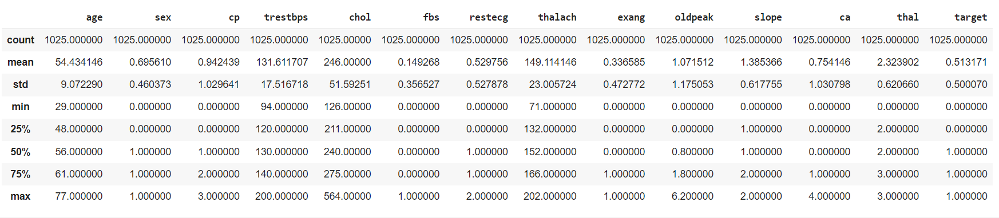 age sex cp trestbps chol fbs restecg thalach exang oldpeak slope ca thal target
count 1025.000000 1025.000000 1025.000000 1025.000000 1025.00000 1025.000000 1025.000000 1025.000000 1025.000000 1025.000000 1025.000000 1025.000000 1025.000000 1025.000000
mean 54.434146 0.695610 0.942439 131.611707 246.00000 0.149268 0.529756 149.114146 0.336585 1.071512 1.385366 0.754146 2.323902 0.513171
std 9.072290 0.460373 1.029641 17.516718 51.59251 0.356527 0.527878 23.005724 0.472772 1.175053 0.617755 1.030798 0.620660 0.500070
min 29.000000 0.000000 0.000000 94.000000 126.00000 0.000000 0.000000 71.000000 0.000000 0.000000 0.000000 0.000000 0.000000 0.000000
25% 48.000000 0.000000 0.000000 120.000000 211.00000 0.000000 0.000000 132.000000 0.000000 0.000000 1.000000 0.000000 2.000000 0.000000
50% 56.000000 1.000000 1.000000 130.000000 240.00000 0.000000 1.000000 152.000000 0.000000 0.800000 1.000000 0.000000 2.000000 1.000000
75% 61.000000 1.000000 2.000000 140.000000 275.00000 0.000000 1.000000 166.000000 1.000000 1.800000 2.000000 1.000000 3.000000 1.000000
max 77.000000 1.000000 3.000000 200.000000 564.00000 1.000000 2.000000 202.000000 1.000000 6.200000 2.000000 4.000000 3.000000 1.000000